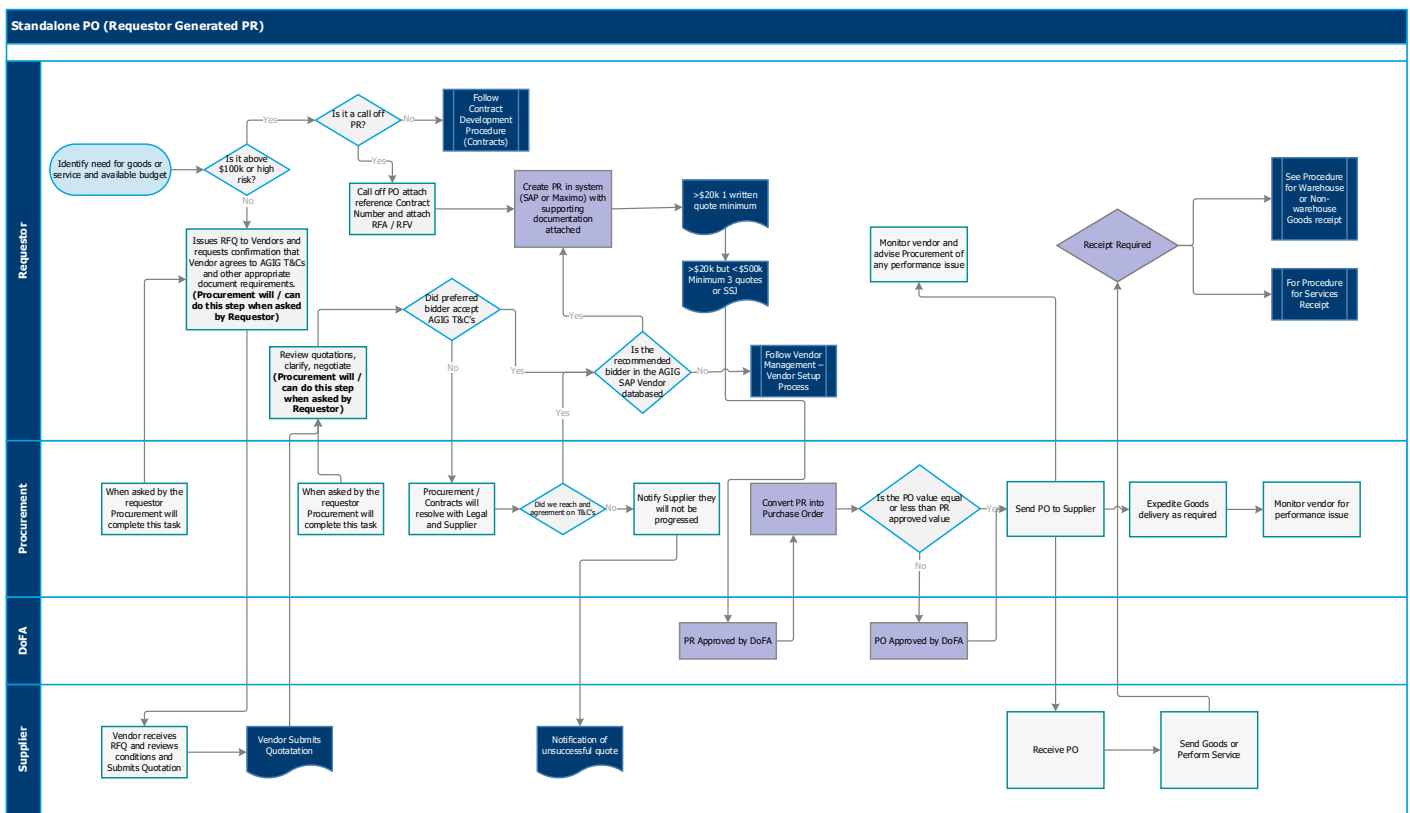 Standalone PO (Requestor Generated PR)
Requestor
Identify need for goods or
service and available budget
Is it above
$100k or high
risk?
Yes
No
Is it a call off
PR?
No
Yes
Follow
Contract
Development
Procedure
(Contracts)
Call off PO attach
reference Contract
Number and attach
RFA / RFV
Create PR in system
(SAP or Maximo) with
supporting
documentation
attached
>$20k 1 written
quote minimum
>$20k but <$500k
Minimum 3 quotes
or SSJ
Issues RFQ to Vendors and
requests confirmation that
Vendor agrees to AGIG T&Cs
and other appropriate
document requirements.
(Procurement will / can
do this step when asked
by Requestor)
Review quotations,
clarify, negotiate
(Procurement will /
can do this step
when asked by
Requestor)
Did preferred
bidder accept
AGIG T&C's
No
Yes
Yes
Yes
Is the
recommended
bidder in the AGIG
SAP Vendor
databased
No
Follow Vendor
Management –
Vendor Setup
Process
Monitor vendor and
advise Procurement of
any performance issue
Receipt Required
See Procedure
for Warehouse
or Non-
warehouse
Goods receipt
For Procedure
for Services
Receipt
Procurement
When asked by the
requestor
Procurement will
complete this task
When asked by the
requestor
Procurement will
complete this task
Procurement /
Contracts will
resolve with Legal
and Supplier
Did we reach and
agreement on T&C's
No
Notify Supplier they
will not be
progressed
Convert PR into
Purchase Order
Is the PO value equal
or less than PR
approved value
Yes
No
Send PO to Supplier
Expedite Goods
delivery as required
Monitor vendor for
performance issue
DoFA
PR Approved by DoFA
PO Approved by DoFA
Supplier
Vendor receives
RFQ and reviews
conditions and
Submits Quotation
Vendor Submits
Quotatation
Notification of
unsuccessful quote
Receive PO
Send Goods or
Perform Service